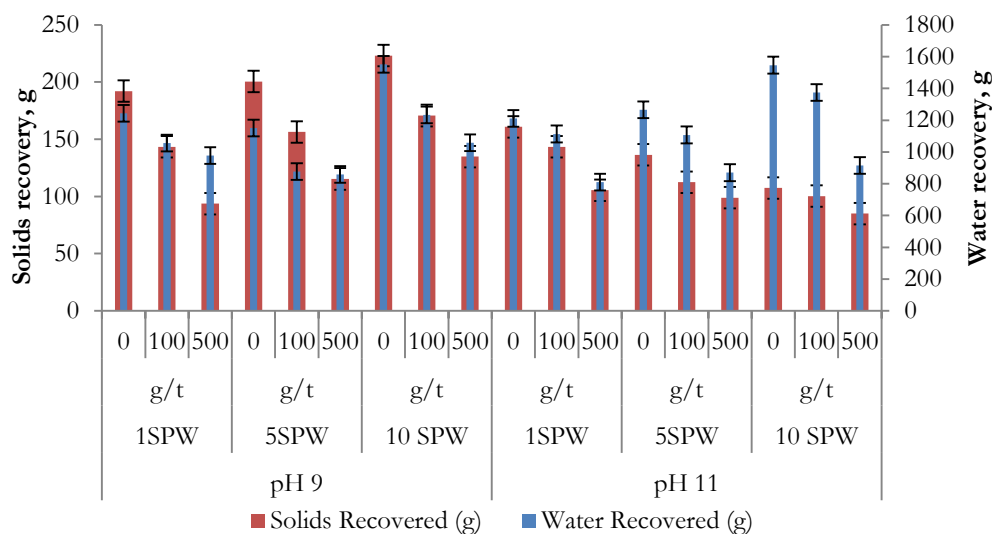 Solids recovery, g
250
200
150
100
50
0
1800
1600
1400
1200
1000
800
600
400
200
0
Water recovery, g
0 100 500 0 100 500 0 100 500 0 100 500 0 100 500 0 100 500
g/t g/t g/t g/t g/t g/t
1SPW 5SPW 10 SPW 1SPW 5SPW 10 SPW
pH 9 pH 11
Solids Recovered (g) Water Recovered (g)